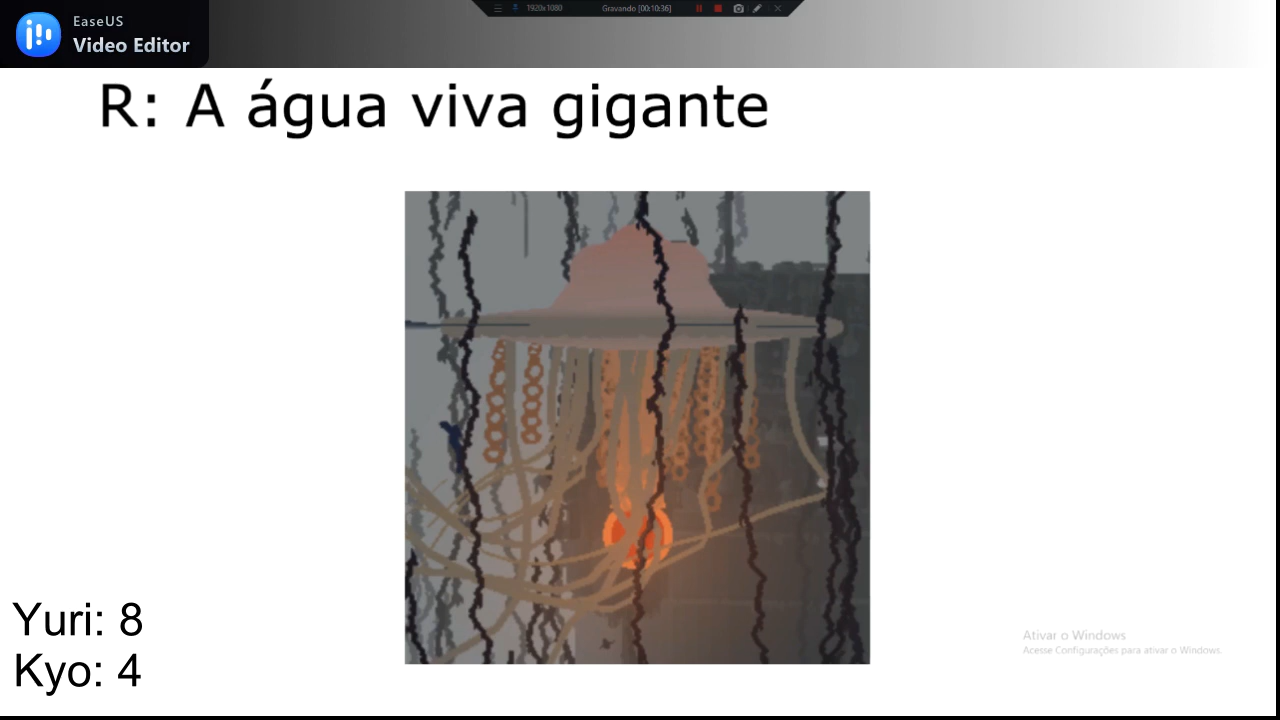 EaseUS
Video Editor
1920x1080
Gravando [00:10:36]
R: A água viva gigante
Yuri: 8
Kyo: 4
Ativar o Windows
Acesse Configurações para ativar o Windows.